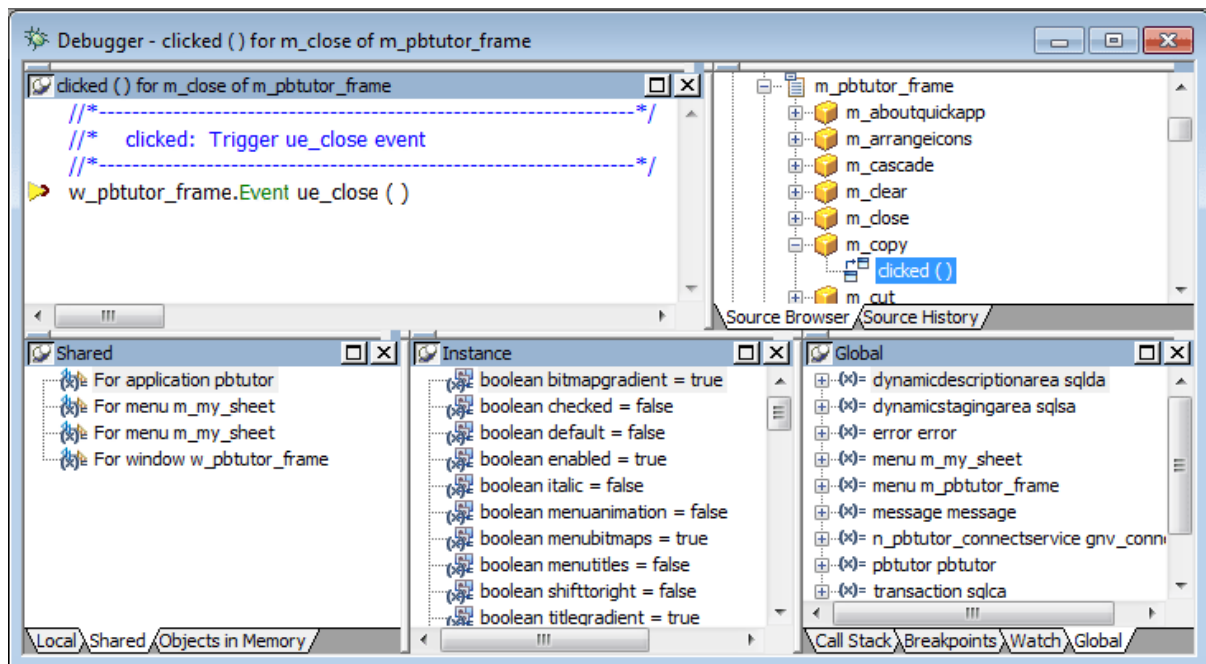 Debugger - clicked ( ) for m_close of m_pbtutor_frame
clicked ( ) for m_close of m_pbtutor_frame
//*---------------------------------------------------------------*/
//* clicked: Trigger ue_close event
//*---------------------------------------------------------------*/
w_pbtutor_frame.Event ue_close ( )
m_pbtutor_frame
m_aboutquickapp
m_arrangeicons
m_cascade
m_clear
m_close
m_copy
clicked ( )
m_cut
Source Browser Source History
Shared
For application pbtutor
For menu m_my_sheet
For menu m_my_sheet
For window w_pbtutor_frame
Local Shared Objects in Memory
Instance
boolean bitmapgradient = true
boolean checked = false
boolean default = false
boolean enabled = true
boolean italic = false
boolean menuanimation = false
boolean menubitmaps = true
boolean menutitles = false
boolean shifttoright = false
boolean titlegradient = true
Global
(x)= dynamicdescriptionarea sqlda
(x)= dynamicstagingarea sqlsa
(x)= error error
(x)= menu m_my_sheet
(x)= menu m_pbtutor_frame
(x)= message message
(x)= n_pbtutor_connectservice gnv_conn
(x)= pbtutor pbtutor
(x)= transaction sqlca
Call Stack Breakpoints Watch Global